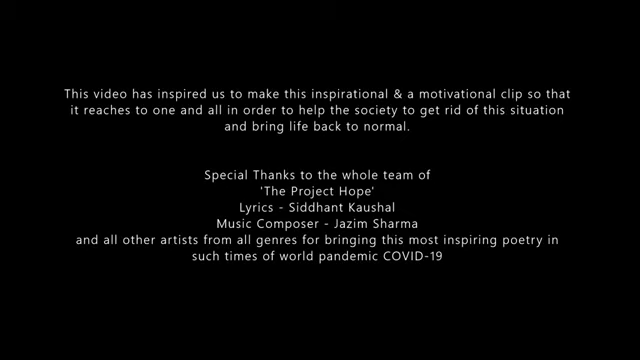 This video has inspired us to make this inspirational & a motivational clip so that
it reaches to one and all in order to help the society to get rid of this situation
and bring life back to normal.
Special Thanks to the whole team of
'The Project Hope'
Lyrics - Siddhant Kaushal
Music Composer - Jazim Sharma
and all other artists from all genres for bringing this most inspiring poetry in
such times of world pandemic COVID-19